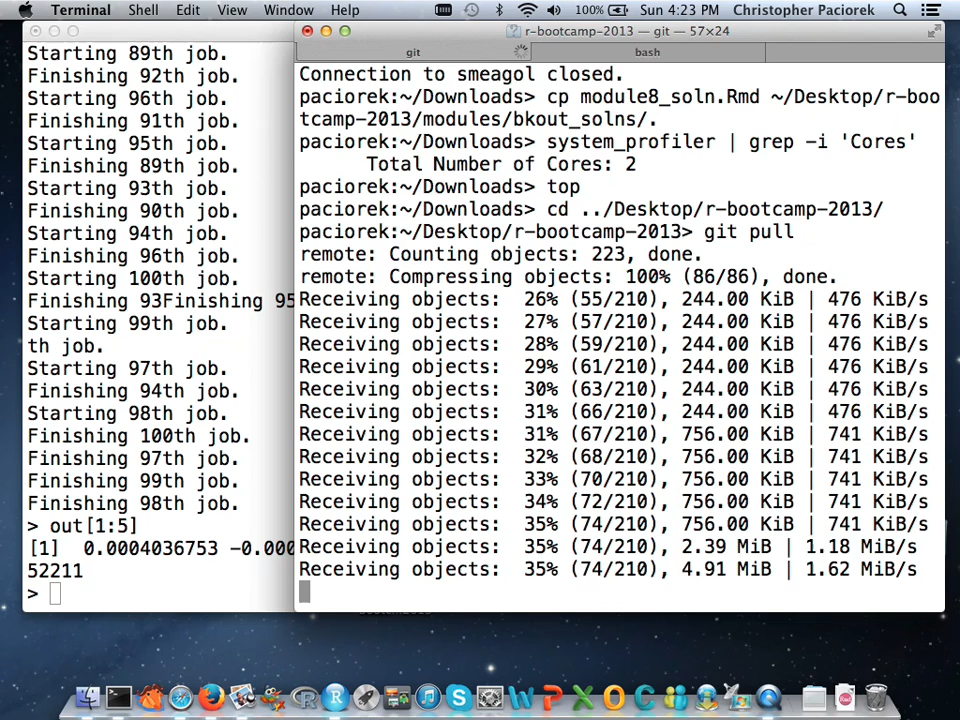 Terminal Shell Edit View Window Help 100% Sun 4:23 PM Christopher Paciorek
Starting 89th job.
Finishing 92th job.
Starting 96th job.
Finishing 91th job.
Starting 95th job.
Finishing 89th job.
Starting 93th job.
Finishing 90th job.
Starting 94th job.
Finishing 96th job.
Starting 100th job.
Finishing 93Finishing 95
Starting 99th job.
th job.
Starting 97th job.
Finishing 94th job.
Starting 98th job.
Finishing 100th job.
Finishing 97th job.
Finishing 99th job.
Finishing 98th job.
> out[1:5]
[1]  0.0004036753 -0.000
52211
>
r-bootcamp-2013 — git — 57×24
git bash
Connection to smeagol closed.
paciorek:~/Downloads> cp module8_soln.Rmd ~/Desktop/r-boo
tcamp-2013/modules/bkout_solns/.
paciorek:~/Downloads> system_profiler | grep -i 'Cores'
      Total Number of Cores: 2
paciorek:~/Downloads> top
paciorek:~/Downloads> cd ../Desktop/r-bootcamp-2013/
paciorek:~/Desktop/r-bootcamp-2013> git pull
remote: Counting objects: 223, done.
remote: Compressing objects: 100% (86/86), done.
Receiving objects:  26% (55/210), 244.00 KiB | 476 KiB/s
Receiving objects:  27% (57/210), 244.00 KiB | 476 KiB/s
Receiving objects:  28% (59/210), 244.00 KiB | 476 KiB/s
Receiving objects:  29% (61/210), 244.00 KiB | 476 KiB/s
Receiving objects:  30% (63/210), 244.00 KiB | 476 KiB/s
Receiving objects:  31% (66/210), 244.00 KiB | 476 KiB/s
Receiving objects:  31% (67/210), 756.00 KiB | 741 KiB/s
Receiving objects:  32% (68/210), 756.00 KiB | 741 KiB/s
Receiving objects:  33% (70/210), 756.00 KiB | 741 KiB/s
Receiving objects:  34% (72/210), 756.00 KiB | 741 KiB/s
Receiving objects:  35% (74/210), 756.00 KiB | 741 KiB/s
Receiving objects:  35% (74/210), 2.39 MiB | 1.18 MiB/s
Receiving objects:  35% (74/210), 4.91 MiB | 1.62 MiB/s